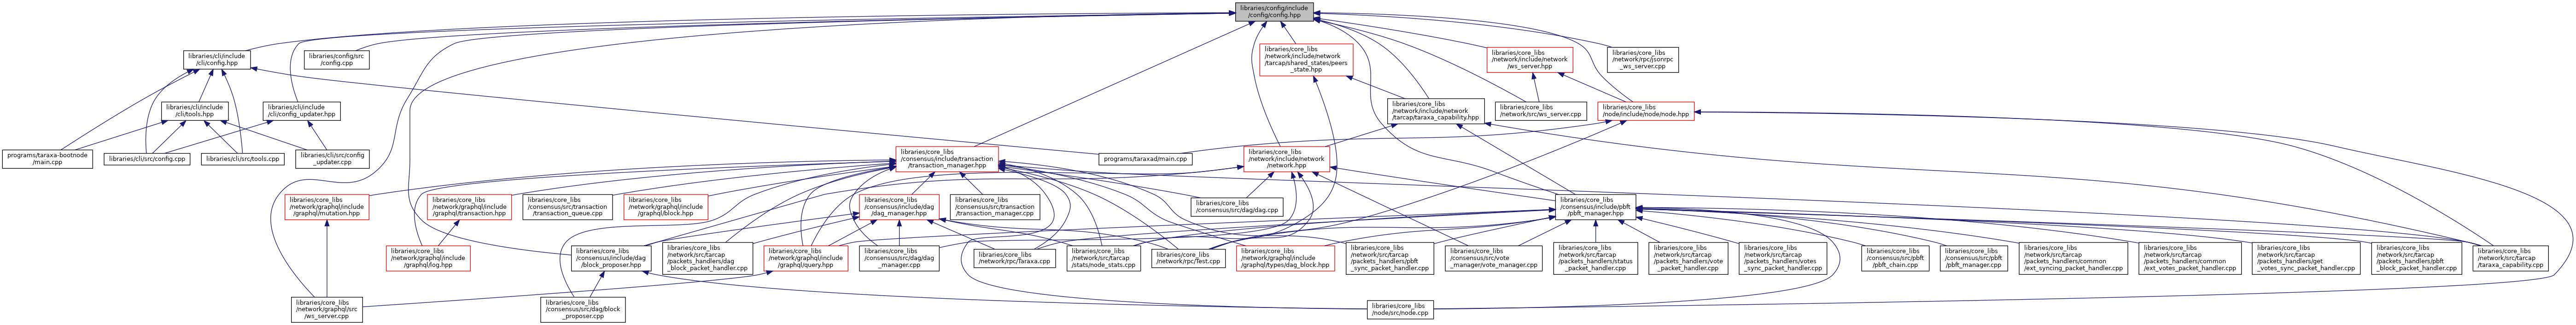 libraries/config/include
/config/config.hpp
libraries/cli/include
/cli/config.hpp
libraries/config/src
/config.cpp
libraries/core_libs
/network/include/network
/tarcap/shared_states/peers
_state.hpp
libraries/core_libs
/network/include/network
/ws_server.hpp
libraries/core_libs
/network/rpc/jsonrpc
_ws_server.cpp
libraries/cli/include
/cli/tools.hpp
libraries/cli/include
/cli/config_updater.hpp
libraries/core_libs
/network/include/network
/tarcap/taraxa_capability.hpp
libraries/core_libs
/network/src/ws_server.cpp
libraries/core_libs
/node/include/node/node.hpp
programs/taraxa-bootnode
/main.cpp
libraries/cli/src/config.cpp
libraries/cli/src/tools.cpp
libraries/cli/src/config
_updater.cpp
libraries/core_libs
/consensus/include/transaction
/transaction_manager.hpp
programs/taraxad/main.cpp
libraries/core_libs
/network/include/network
/network.hpp
libraries/core_libs
/network/graphql/include
/graphql/mutation.hpp
libraries/core_libs
/network/graphql/include
/graphql/transaction.hpp
libraries/core_libs
/consensus/src/transaction
/transaction_queue.cpp
libraries/core_libs
/network/graphql/include
/graphql/block.hpp
libraries/core_libs
/consensus/include/dag
/dag_manager.hpp
libraries/core_libs
/consensus/src/transaction
/transaction_manager.cpp
libraries/core_libs
/consensus/src/dag/dag.cpp
libraries/core_libs
/consensus/include/pbft
/pbft_manager.hpp
libraries/core_libs
/network/graphql/include
/graphql/log.hpp
libraries/core_libs
/consensus/include/dag
/block_proposer.hpp
libraries/core_libs
/network/src/tarcap
/packets_handlers/dag
_block_packet_handler.cpp
libraries/core_libs
/network/graphql/include
/graphql/query.hpp
libraries/core_libs
/consensus/src/dag/dag
_manager.cpp
libraries/core_libs
/network/rpc/Taraxa.cpp
libraries/core_libs
/network/src/tarcap
/stats/node_stats.cpp
libraries/core_libs
/network/rpc/Test.cpp
libraries/core_libs
/network/graphql/include
/graphql/types/dag_block.hpp
libraries/core_libs
/network/src/tarcap
/packets_handlers/pbft
_sync_packet_handler.cpp
libraries/core_libs
/consensus/src/vote
_manager/vote_manager.cpp
libraries/core_libs
/network/src/tarcap
/packets_handlers/status
_packet_handler.cpp
libraries/core_libs
/network/src/tarcap
/packets_handlers/vote
_packet_handler.cpp
libraries/core_libs
/network/src/tarcap
/packets_handlers/votes
_sync_packet_handler.cpp
libraries/core_libs
/consensus/src/pbft
/pbft_chain.cpp
libraries/core_libs
/consensus/src/pbft
/pbft_manager.cpp
libraries/core_libs
/network/src/tarcap
/packets_handlers/common
/ext_syncing_packet_handler.cpp
libraries/core_libs
/network/src/tarcap
/packets_handlers/common
/ext_votes_packet_handler.cpp
libraries/core_libs
/network/src/tarcap
/packets_handlers/get
_votes_sync_packet_handler.cpp
libraries/core_libs
/network/src/tarcap
/packets_handlers/pbft
_block_packet_handler.cpp
libraries/core_libs
/network/src/tarcap
/taraxa_capability.cpp
libraries/core_libs
/network/graphql/src
/ws_server.cpp
libraries/core_libs
/consensus/src/dag/block
_proposer.cpp
libraries/core_libs
/node/src/node.cpp